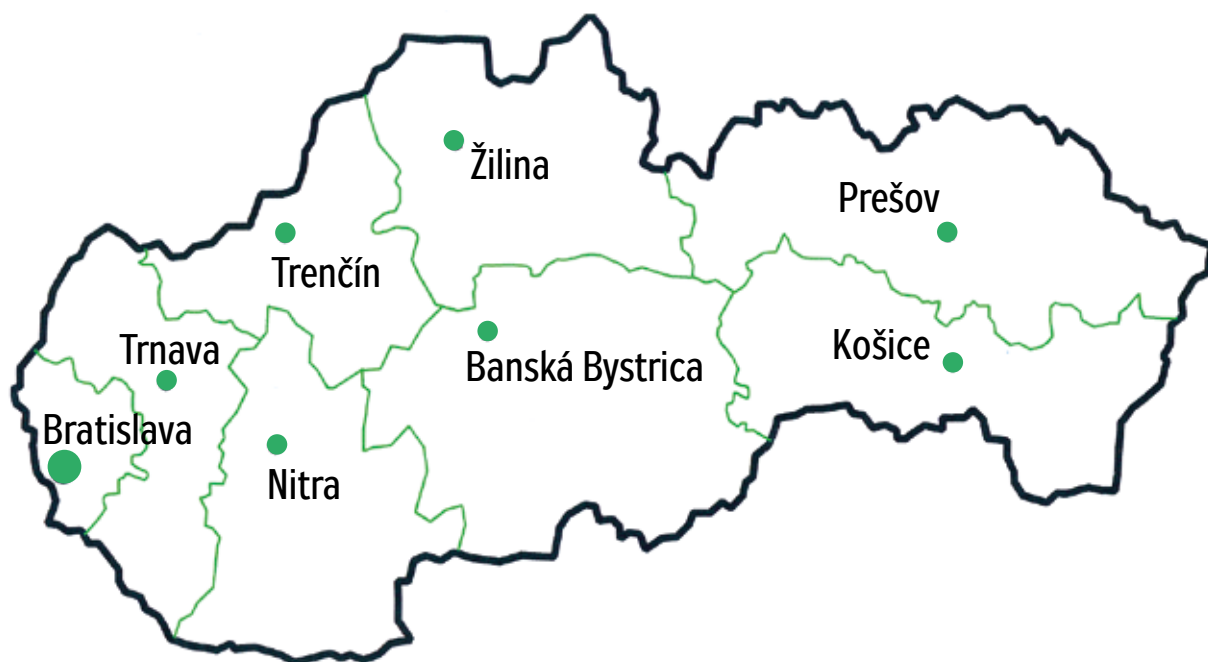 Žilina
Prešov
Trenčín
Trnava
Košice
Banská Bystrica
Bratislava
Nitra